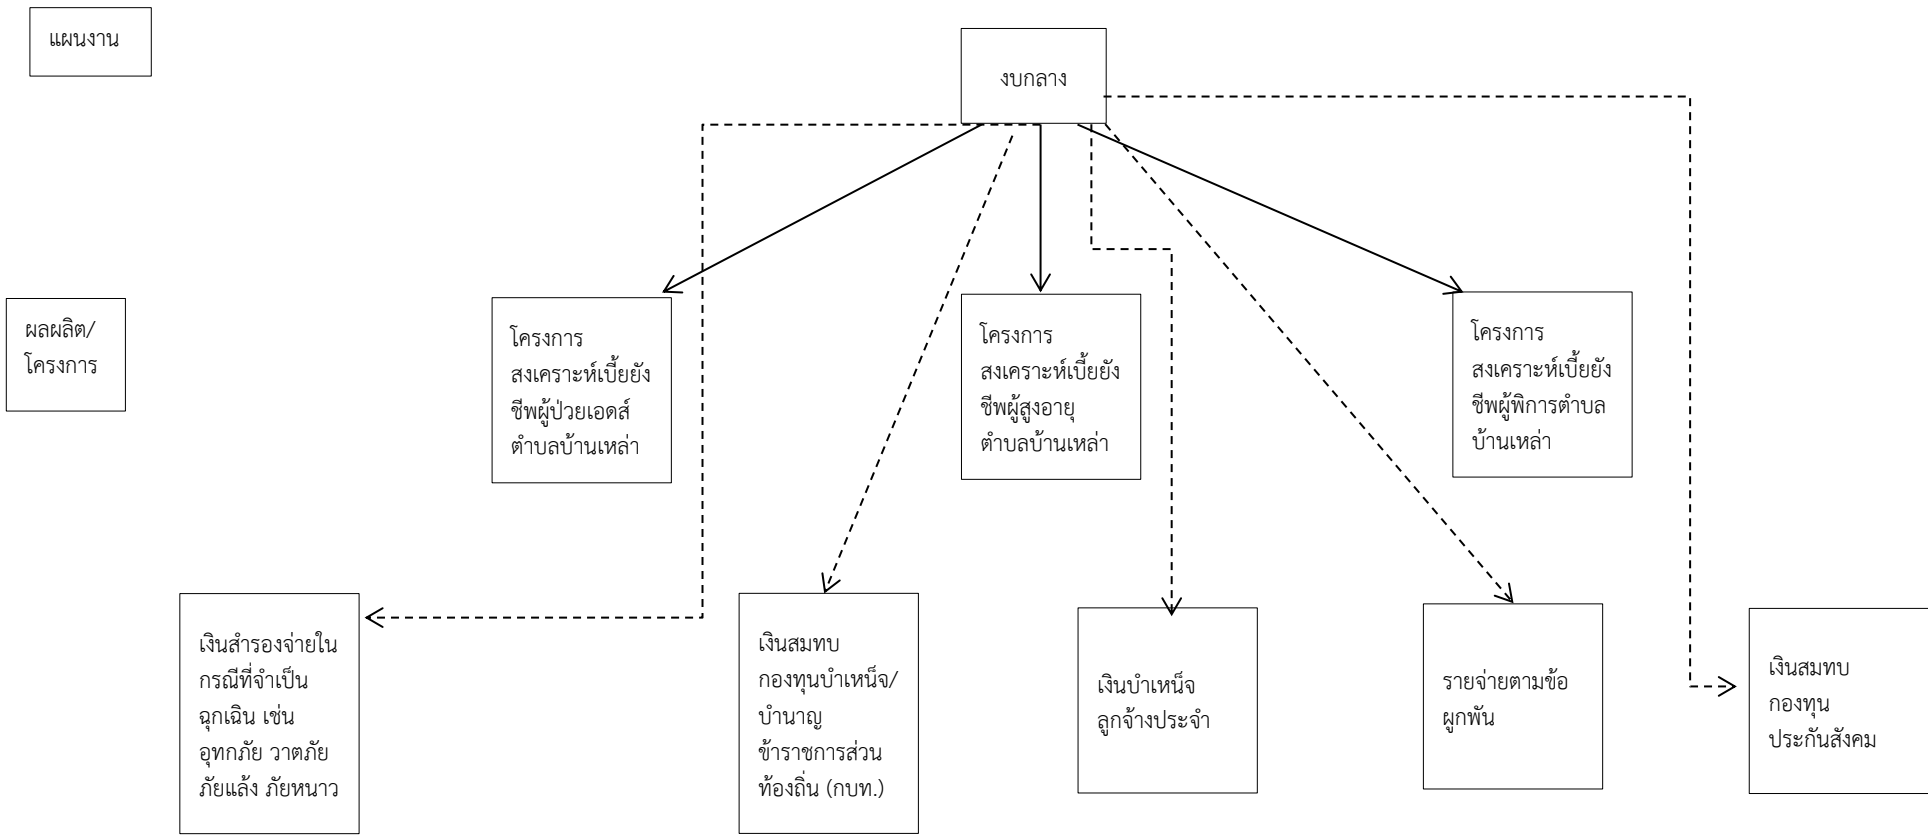 แผนงาน
งบกลาง
ผลผลิต/
โครงการ
โครงการ
สงเคราะห์เบี้ยยัง
ชีพผู้ป่วยเอดส์
ตำบลบ้านเหล่า
โครงการ
สงเคราะห์เบี้ยยัง
ชีพผู้สูงอายุ
ตำบลบ้านเหล่า
โครงการ
สงเคราะห์เบี้ยยัง
ชีพผู้พิการตำบล
บ้านเหล่า
เงินสำรองจ่ายใน
กรณีที่จำเป็น
ฉุกเฉิน เช่น
อุทกภัย วาตภัย
ภัยแล้ง ภัยหนาว
เงินสมทบ
กองทุนบำเหน็จ/
บำนาญ
ข้าราชการส่วน
ท้องถิ่น (กบท.)
เงินบำเหน็จ
ลูกจ้างประจำ
รายจ่ายตามข้อ
ผูกพัน
เงินสมทบ
กองทุน
ประกันสังคม